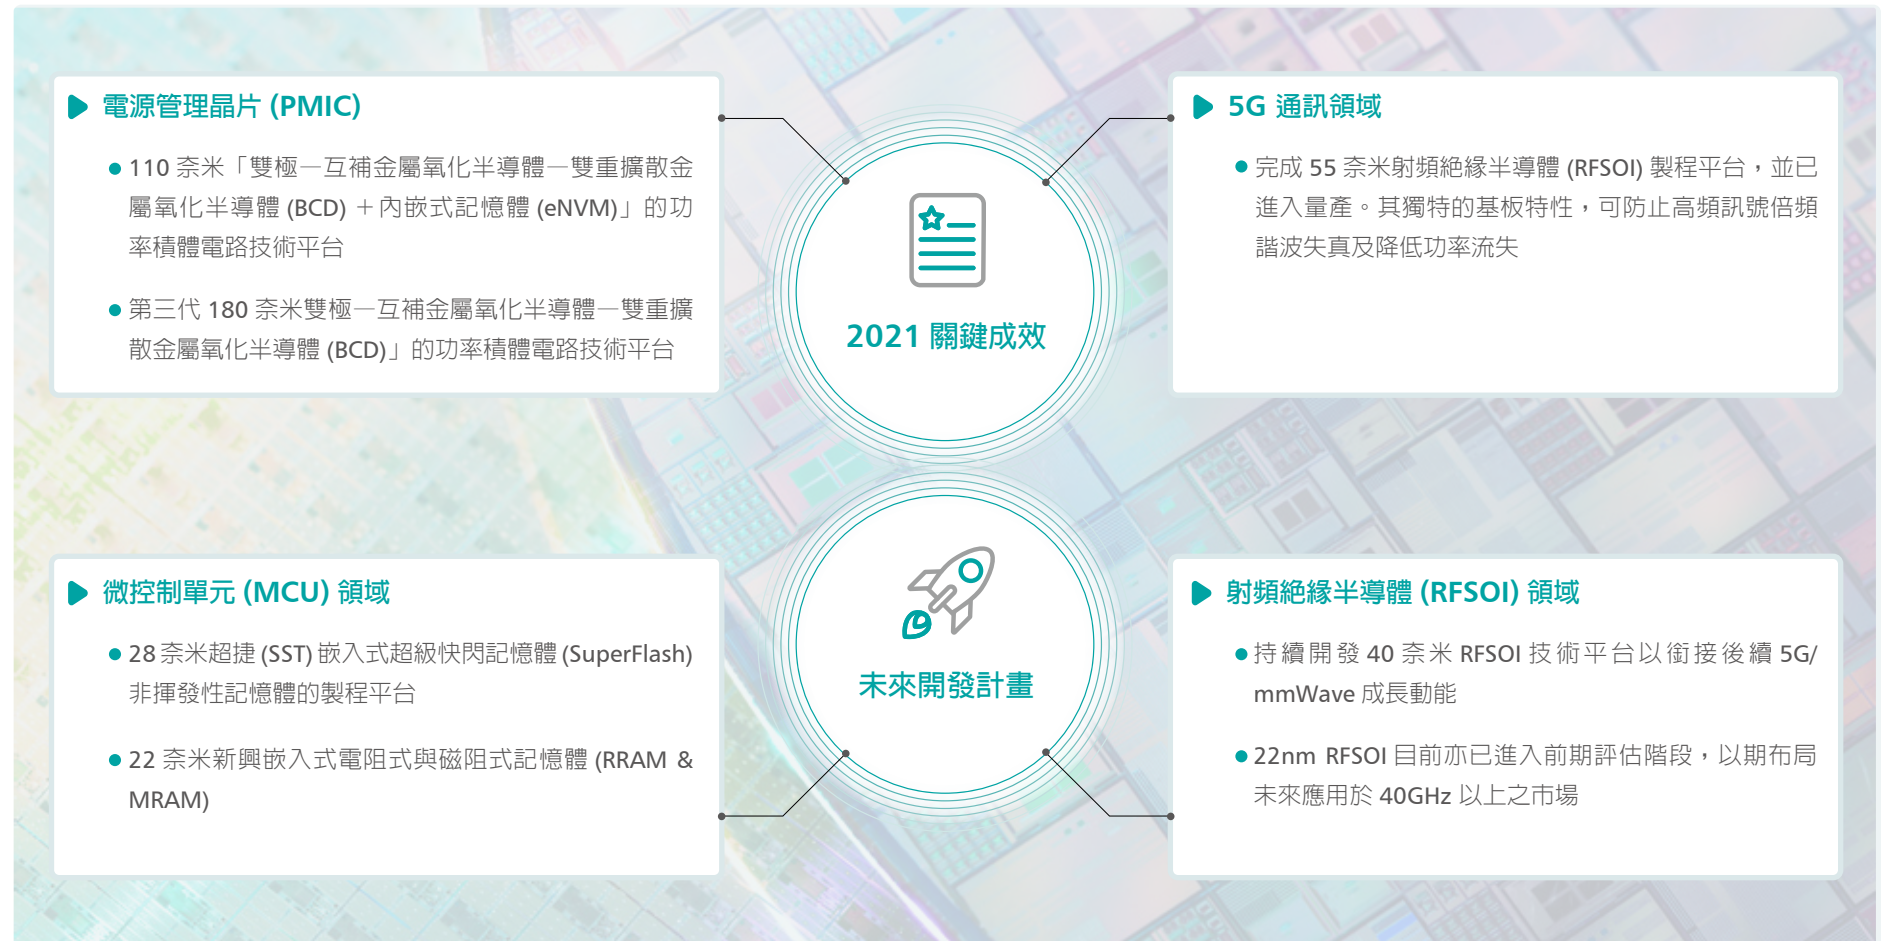 電源管理晶片 (PMIC)
110 奈米「雙極－互補金屬氧化半導體－雙重擴散金
屬氧化半導體 (BCD) ＋內嵌式記憶體 (eNVM)」的功
率積體電路技術平台
第三代 180 奈米雙極－互補金屬氧化半導體－雙重擴
散金屬氧化半導體 (BCD)」的功率積體電路技術平台
2021 關鍵成效
5G 通訊領域
完成 55 奈米射頻絕緣半導體 (RFSOI) 製程平台，並已
進入量產。其獨特的基板特性，可防止高頻訊號倍頻
諧波失真及降低功率流失
微控制單元 (MCU) 領域
28 奈米超捷 (SST) 嵌入式超級快閃記憶體 (SuperFlash)
非揮發性記憶體的製程平台
22 奈米新興嵌入式電阻式與磁阻式記憶體 (RRAM &
MRAM)
未來開發計畫
射頻絕緣半導體 (RFSOI) 領域
持續開發 40 奈米 RFSOI 技術平台以銜接後續 5G/
mmWave 成長動能
22nm RFSOI 目前亦已進入前期評估階段，以期布局
未來應用於 40GHz 以上之市場